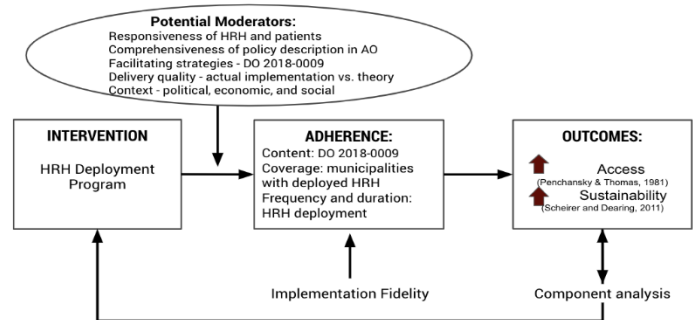 Potential Moderators:
Responsiveness of HRH and patients
Comprehensiveness of policy description in AO
Facilitating strategies - DO 2018-0009
Delivery quality - actual implementation vs. theory
Context - political, economic, and social
INTERVENTION
HRH Deployment
Program
ADHERENCE:
Content: DO 2018-0009
Coverage: municipalities
with deployed HRH
Frequency and duration:
HRH deployment
OUTCOMES:
Access
(Penchansky & Thomas, 1981)
Sustainability
(Scheirer and Dearing, 2011)
Implementation Fidelity
Component analysis